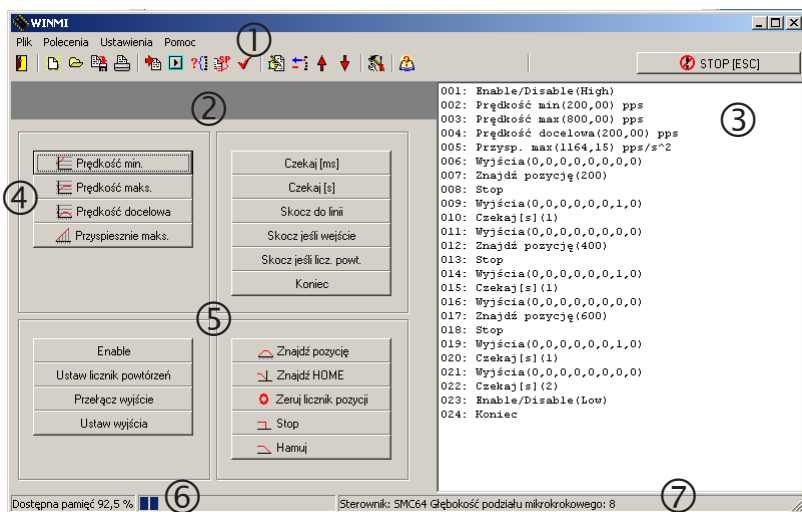 WINMI
Plik Polecenia Ustawienia Pomoc
1
STOP [ESC]
2
3
001: Enable/Disable(High)
002: Prędkość min(200,00) pps
003: Prędkość max(800,00) pps
004: Prędkość docelowa(200,00) pps
005: Przysp. max(1164,15) pps/s^2
006: Wyjścia(0,0,0,0,0,0,0)
007: Znajdź pozycję(200)
008: Stop
009: Wyjścia(0,0,0,0,0,1,0)
010: Czekaj[s](1)
011: Wyjścia(0,0,0,0,0,0,0)
012: Znajdź pozycję(400)
013: Stop
014: Wyjścia(0,0,0,0,0,1,0)
015: Czekaj[s](1)
016: Wyjścia(0,0,0,0,0,0,0)
017: Znajdź pozycję(600)
018: Stop
019: Wyjścia(0,0,0,0,0,1,0)
020: Czekaj[s](1)
021: Wyjścia(0,0,0,0,0,0,0)
022: Czekaj[s](2)
023: Enable/Disable(Low)
024: Koniec
4
Prędkość min.
Prędkość maks.
Prędkość docelowa
Przyspiesznie maks.
Czekaj [ms]
Czekaj [s]
Skocz do linii
Skocz jeśli wejście
Skocz jeśli licz. powt.
Koniec
5
Enable
Ustaw licznik powtórzeń
Przełącz wyjście
Ustaw wyjścia
Znajdź pozycję
Znajdź HOME
Zeruj licznik pozycji
Stop
Hamuj
Dostępna pamięć 92,5 %
6
Sterownik: SMC64 Głębokość podziału mikrokrokowego: 8
7